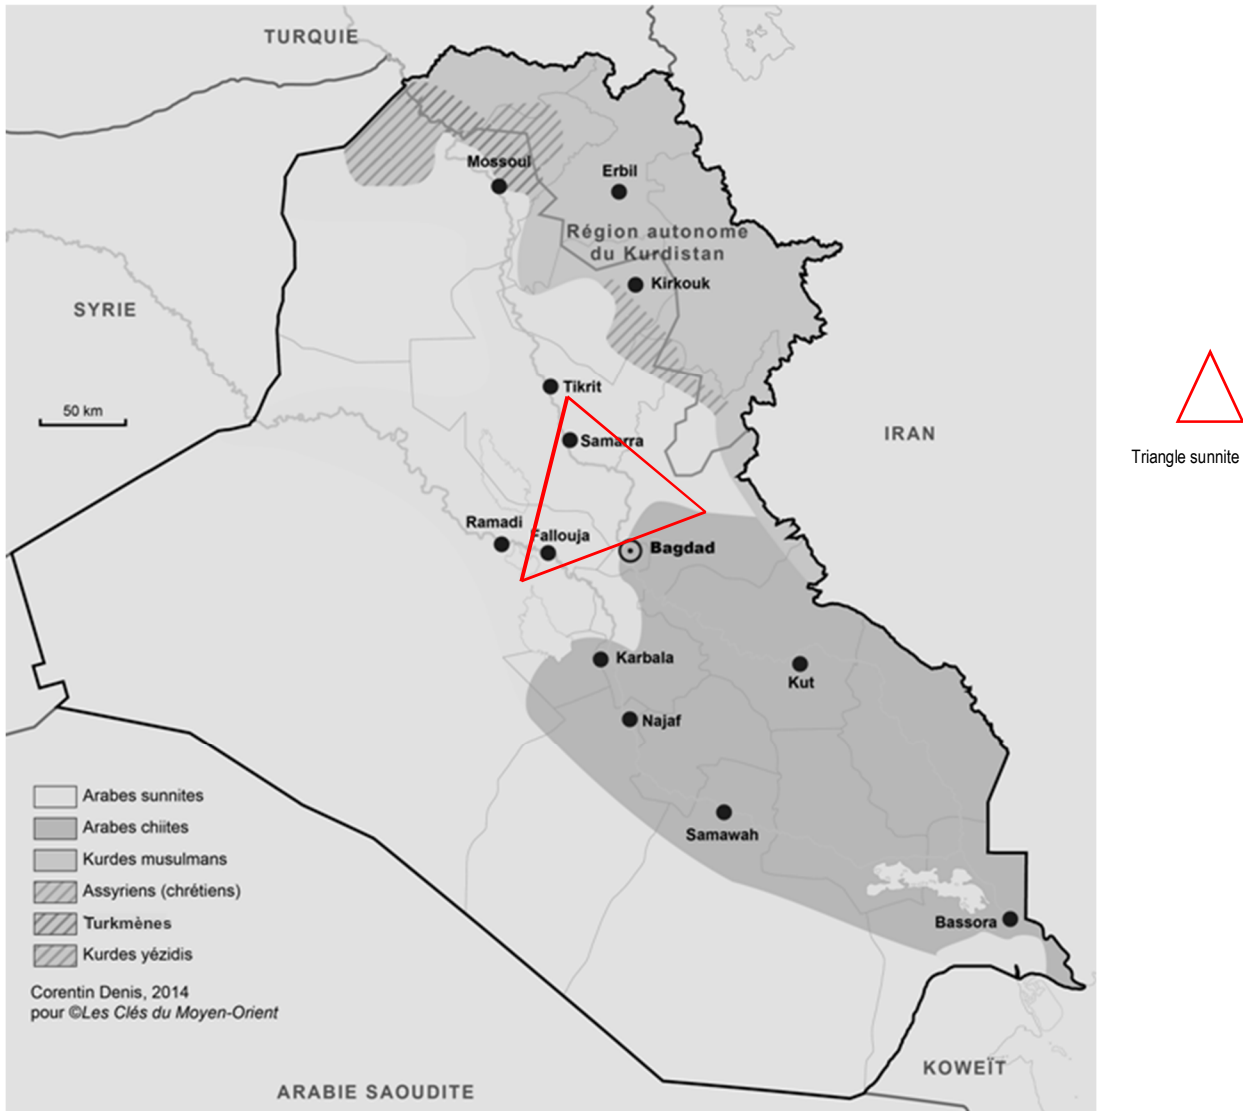 TURQUIE
Mossoul
Erbil
Région autonome
du Kurdistan
Kirkouk
SYRIE
Tikrit
50 km
IRAN
Samarra
Triangle sunnite
Ramadi
Fallouja
Bagdad
Karbala
Kut
Najaf
Samawah
Bassora
Arabes sunnites
Arabes chiites
Kurdes musulmans
Assyriens (chrétiens)
Turkmènes
Kurdes yézidis
Corentin Denis, 2014
pour ©Les Clés du Moyen-Orient
KOWEÏT
ARABIE SAOUDITE